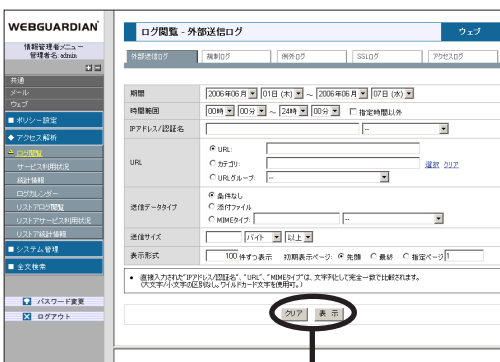 WEBGUARDIAN
情報管理者メニュー
管理者名: admin
共通
メール
ウェブ
■ ポリシー設定
◆ アクセス解析
ログ閲覧
サービス利用状況
統計情報
ログカレンダー
リストアログ閲覧
リストアサービス利用状況
リストア統計情報
■ システム管理
■ 全文検索
パスワード変更
ログアウト
ログ閲覧 - 外部送信ログ ウェブ
外部送信ログ 規制ログ 例外ログ SSLログ アクセスログ
期間 2006年06月 01日 (木) ~ 2006年06月 07日 (水)
時間範囲 00時 00分 ~ 24時 00分 指定時間以外
IPアドレス/認証名 --
URL
URL:
カテゴリ: 選択 クリア
URLグループ: --
送信データタイプ
条件なし
添付ファイル
MIMEタイプ: --
送信サイズ バイト 以上
表示形式 100 件ずつ表示 初期表示ページ: 先頭 最終 指定ページ 1
• 直接入力された"IPアドレス/認証名"、"URL"、"MIMEタイプ"は、文字列として完全一致で比較されます。
(大文字/小文字の区別なし。ワイルドカード文字を使用可。)
クリア 表 示